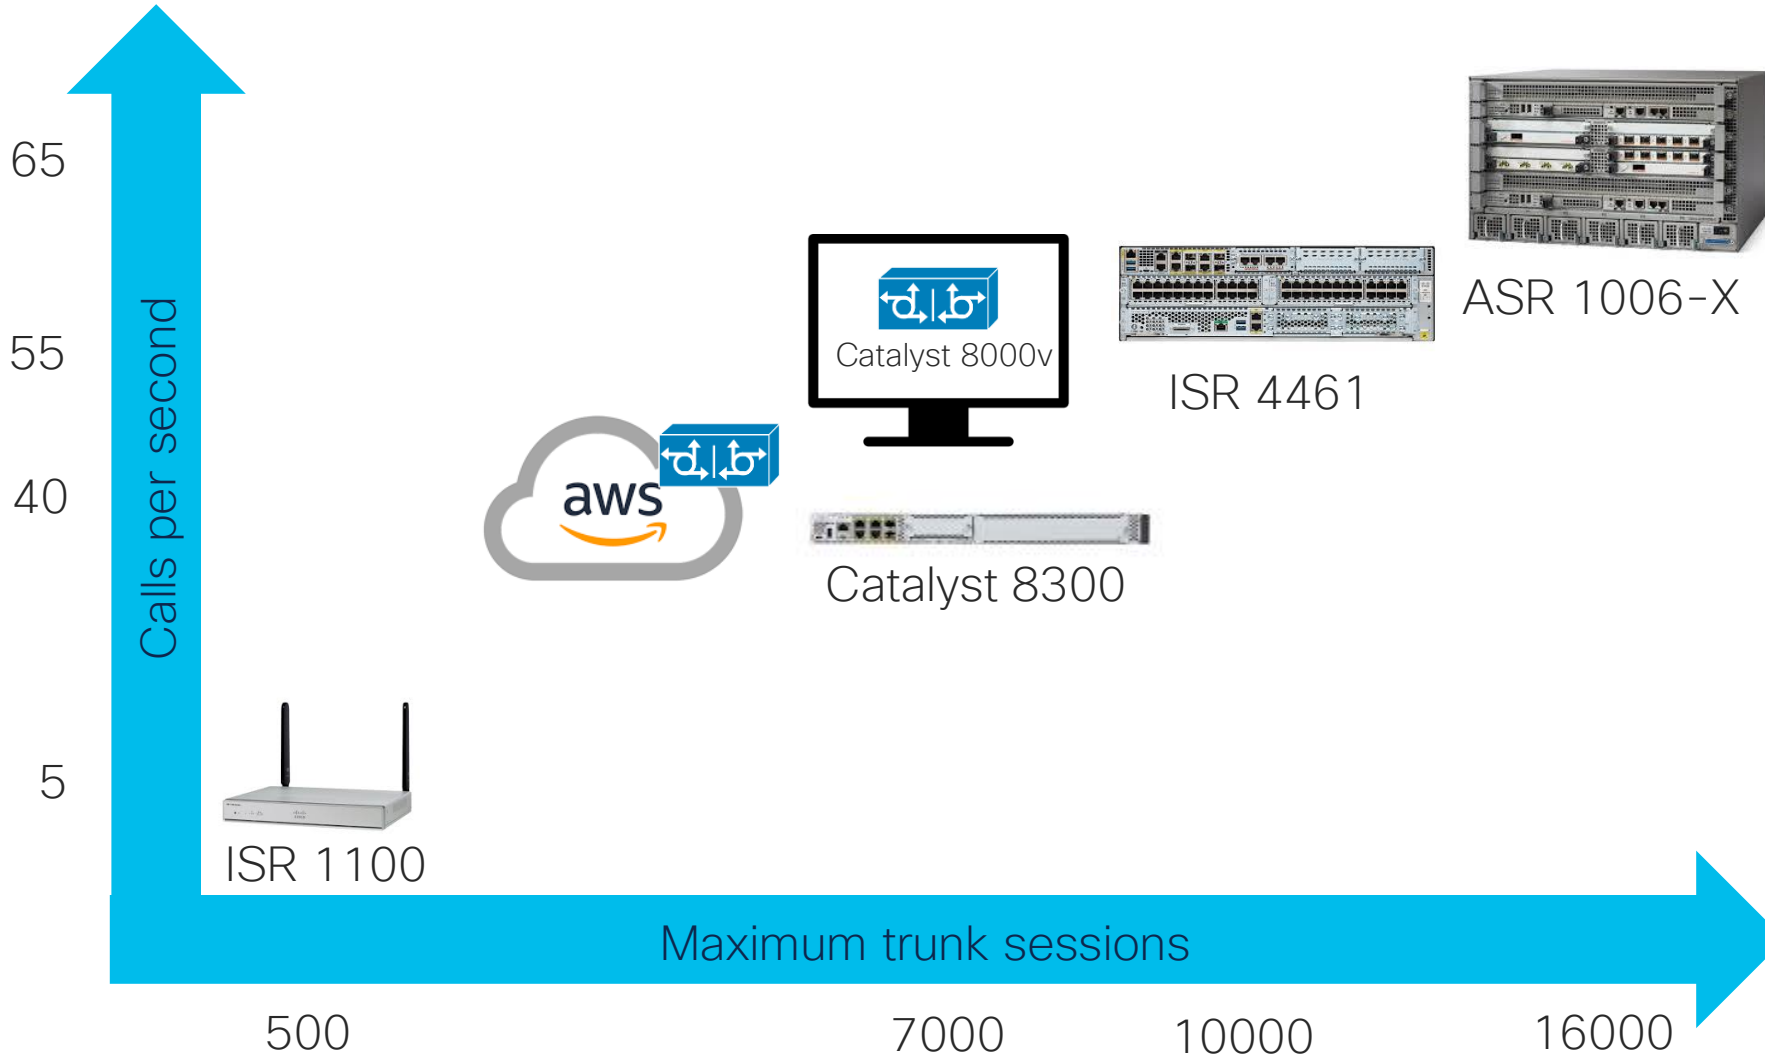 65
55
40
5
Calls per second
ASR 1006-X
Catalyst 8000v
ISR 4461
aws
Catalyst 8300
ISR 1100
Maximum trunk sessions
500
7000
10000
16000